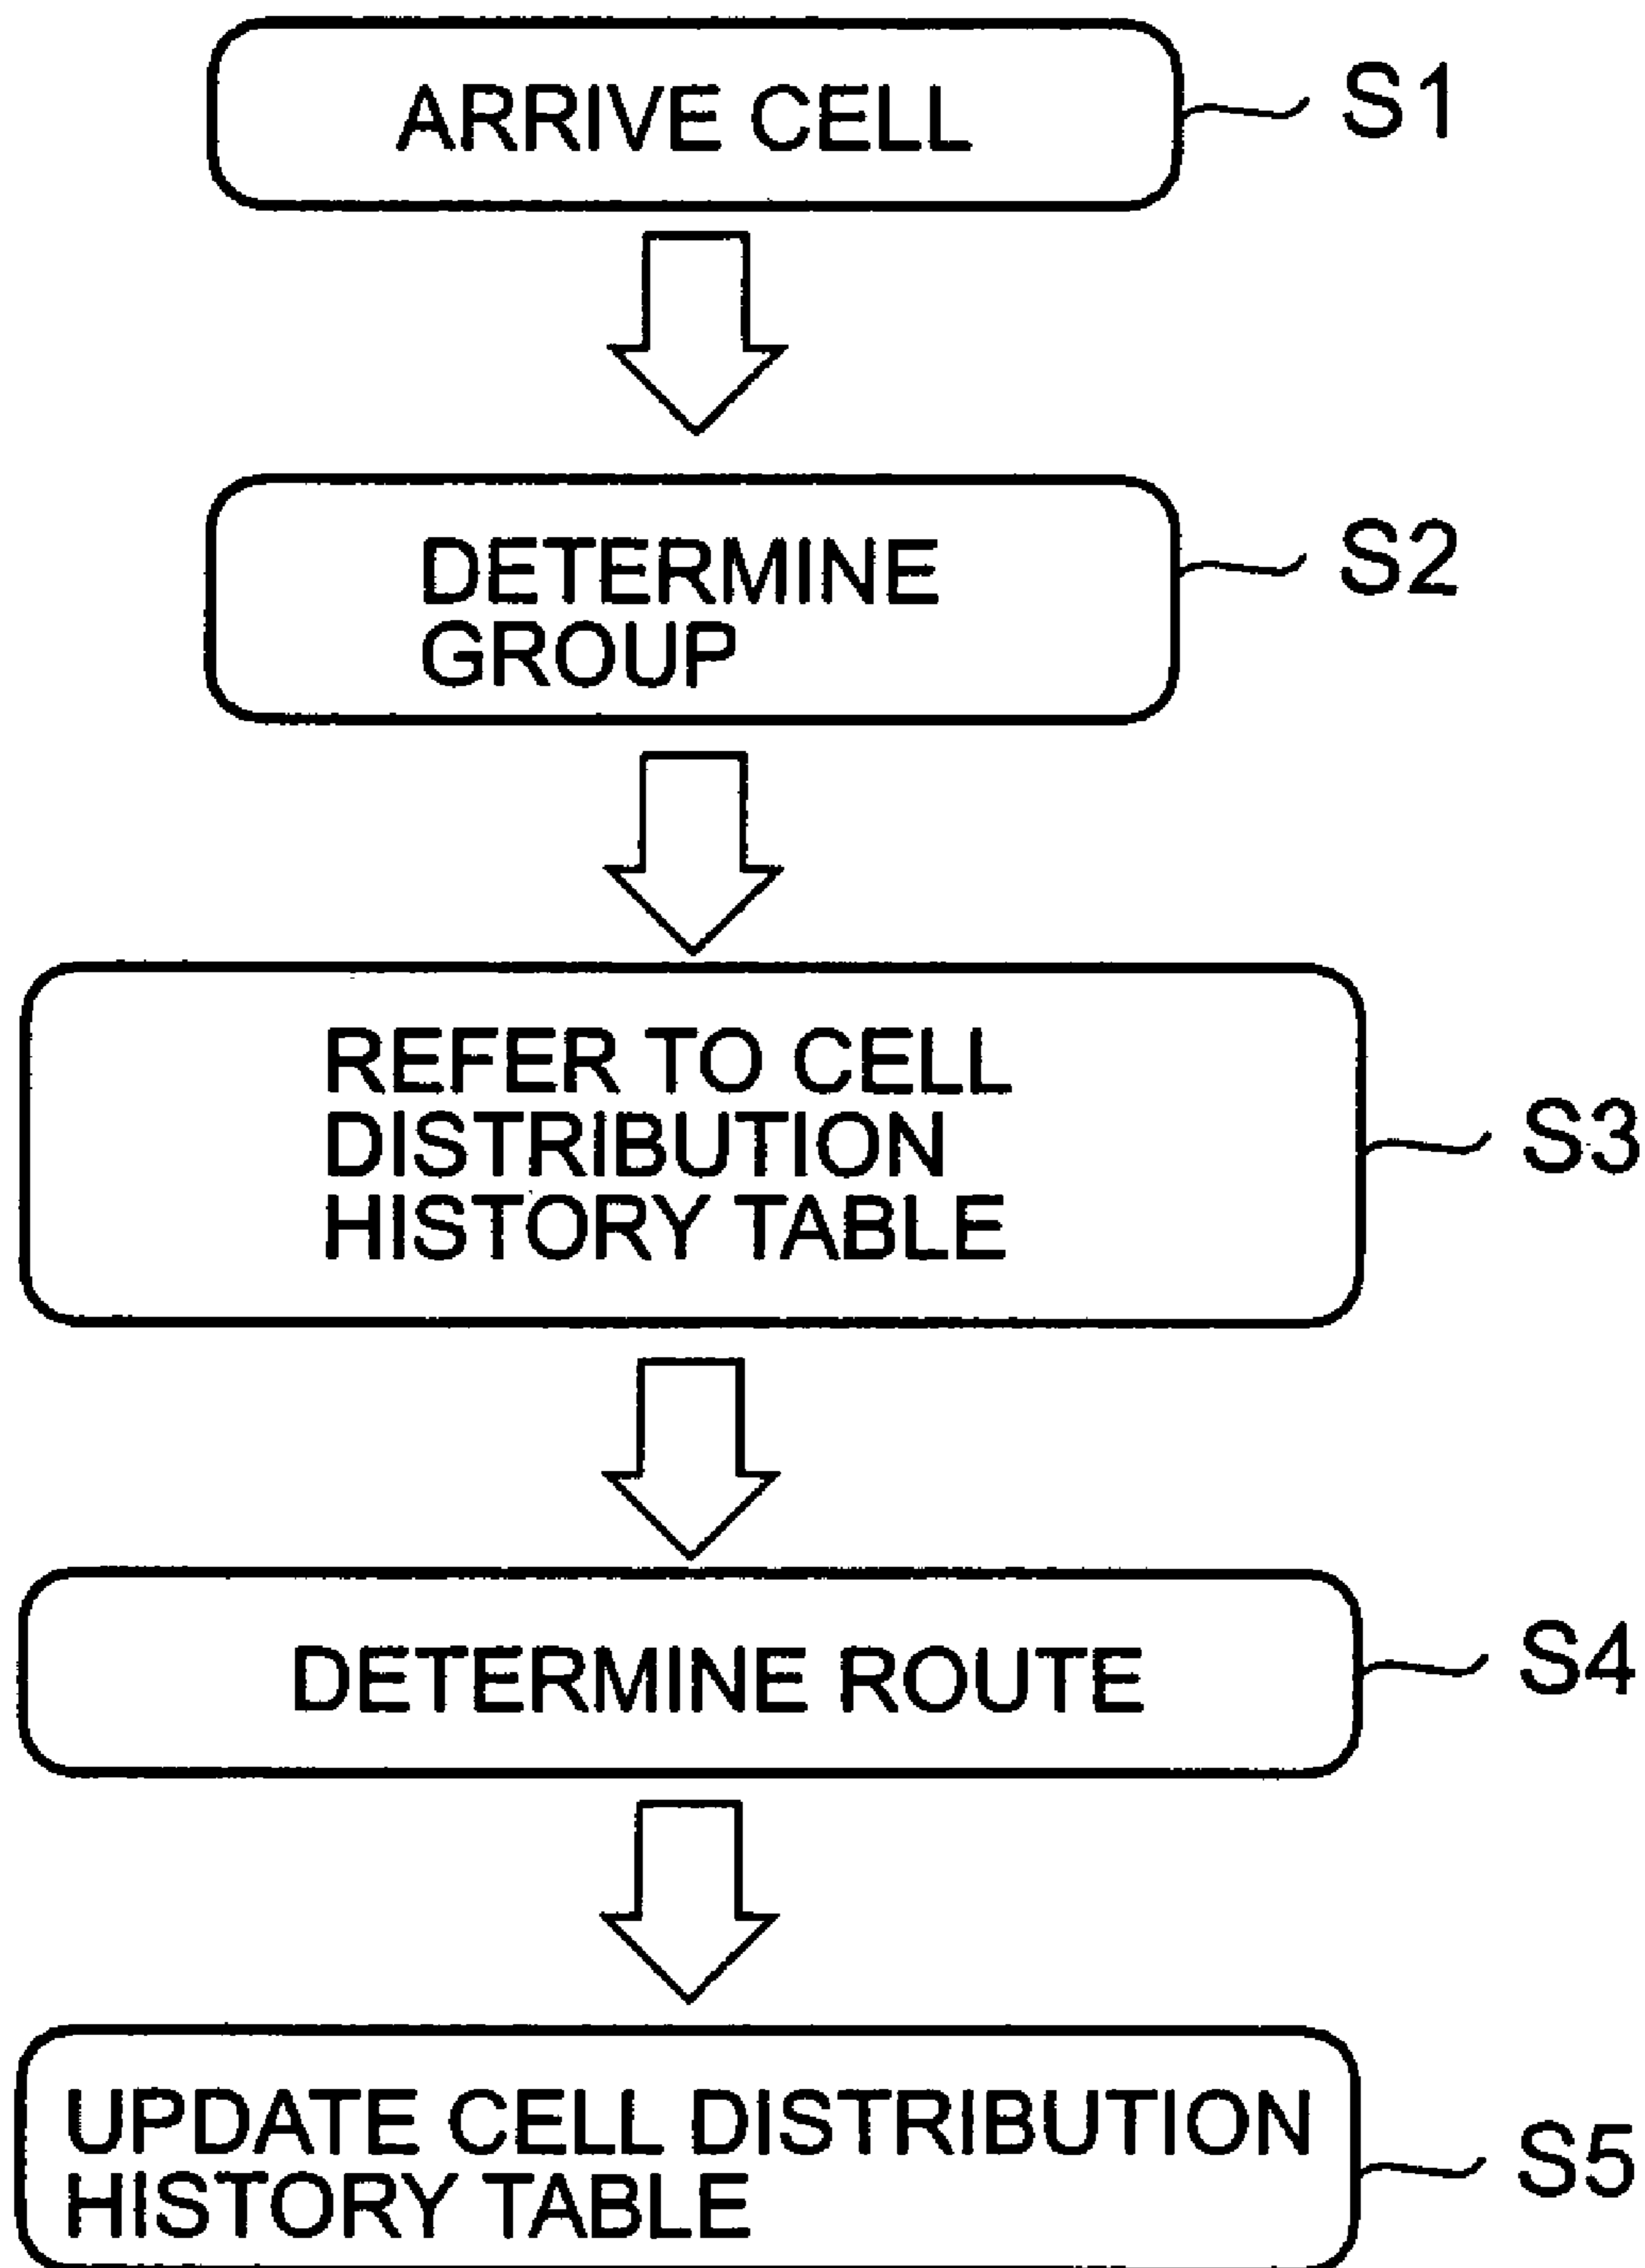 ARRIVE CELL
S1
DETERMINE
GROUP
S2
REFER TO CELL
DISTRIBUTION
HISTORY TABLE
S3
DETERMINE ROUTE
S4
UPDATE CELL DISTRIBUTION
HISTORY TABLE
S5